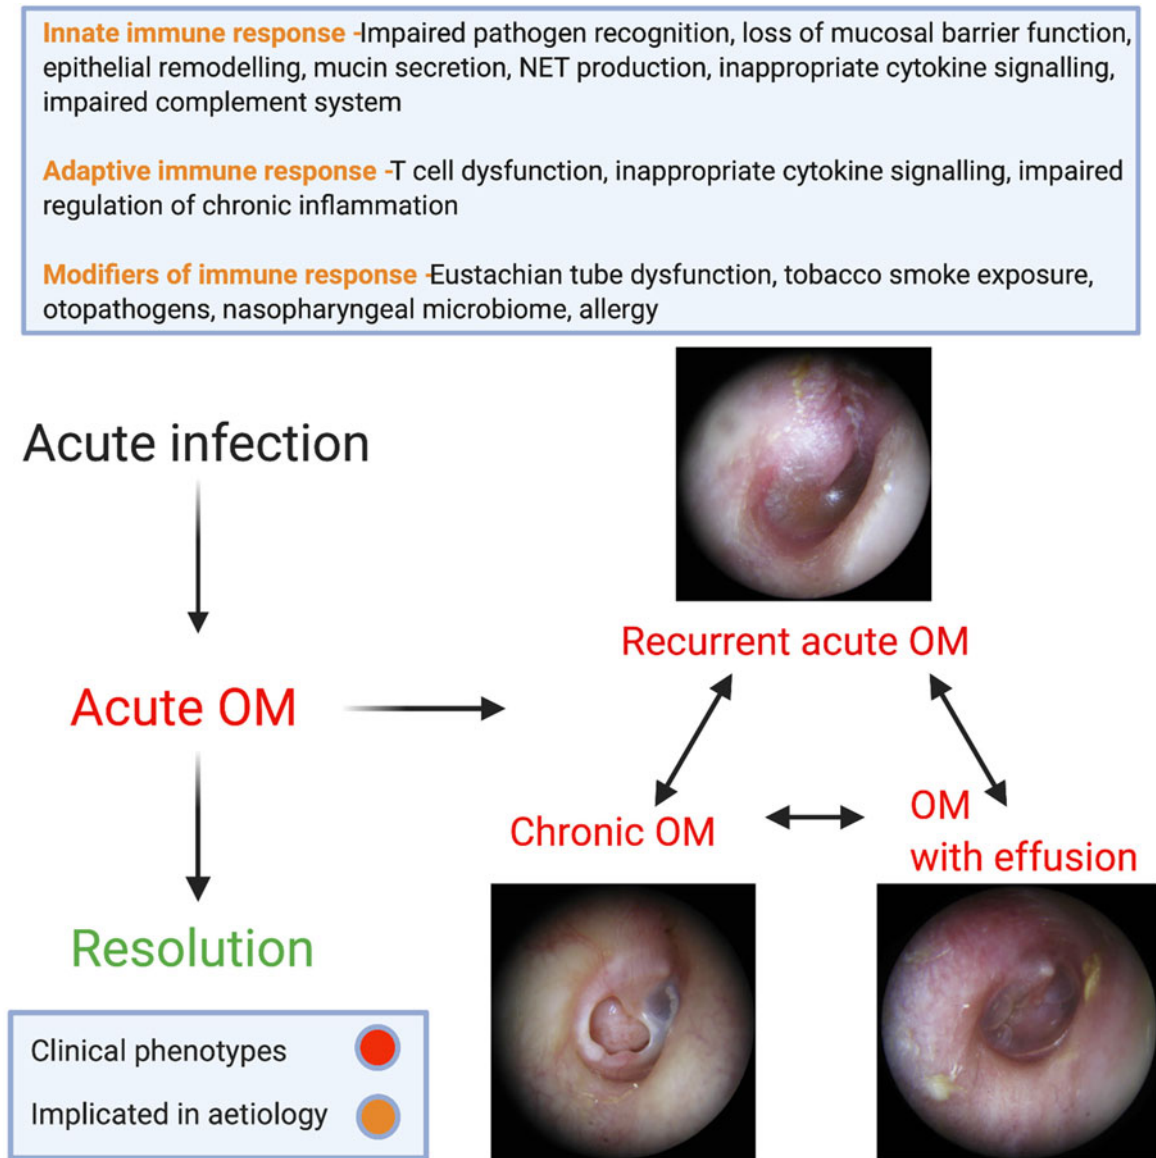 Innate immune response -Impaired pathogen recognition, loss of mucosal barrier function,
epithelial remodelling, mucin secretion, NET production, inappropriate cytokine signalling,
impaired complement system
Adaptive immune response -T cell dysfunction, inappropriate cytokine signalling, impaired
regulation of chronic inflammation
Modifiers of immune response -Eustachian tube dysfunction, tobacco smoke exposure,
otopathogens, nasopharyngeal microbiome, allergy
Acute infection
Recurrent acute OM
Acute OM
Chronic OM
OM
with effusion
Resolution
Clinical phenotypes
Implicated in aetiology